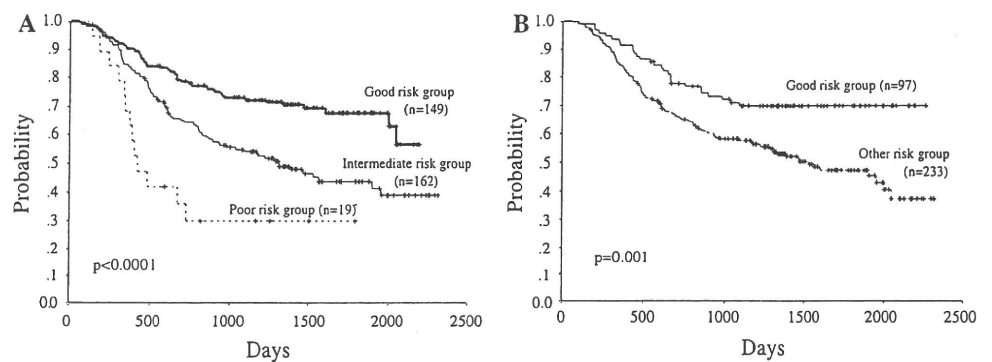 A
Probability
1.0
.9
.8
.7
.6
.5
.4
.3
.2
.1
0.0
Good risk group
(n=149)
Intermediate risk group
(n=162)
Poor risk group (n=19)
p<0.0001
0
500
1000
1500
2000
2500
Days
B
Probability
1.0
.9
.8
.7
.6
.5
.4
.3
.2
.1
0.0
Good risk group (n=97)
Other risk group
(n=233)
p=0.001
0
500
1000
1500
2000
2500
Days